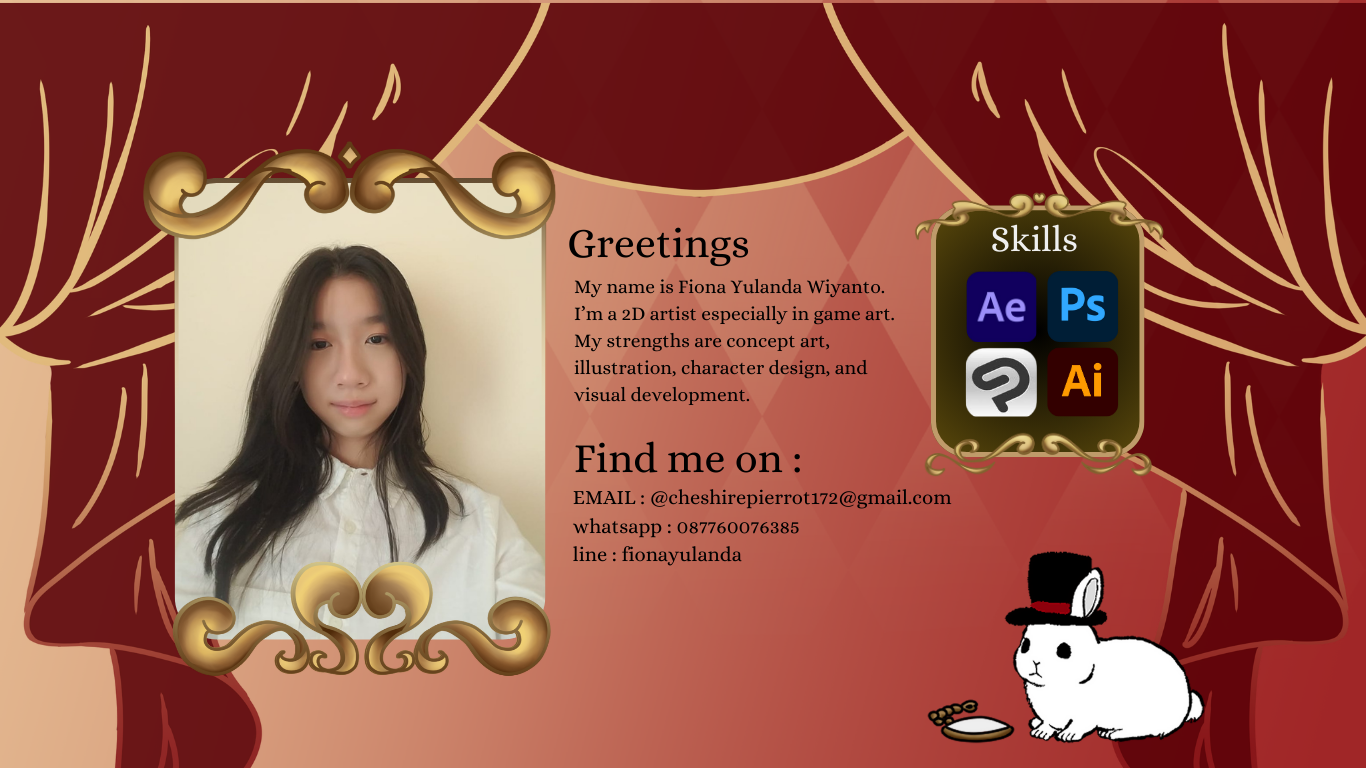 Greetings
My name is Fiona Yulanda Wiyanto.
I’m a 2D artist especially in game art.
My strengths are concept art,
illustration, character design, and
visual development.
Find me on :
EMAIL : @cheshirepierrot172@gmail.com
whatsapp : 087760076385
line : fionayulanda
Skills
Ae Ps
Ai